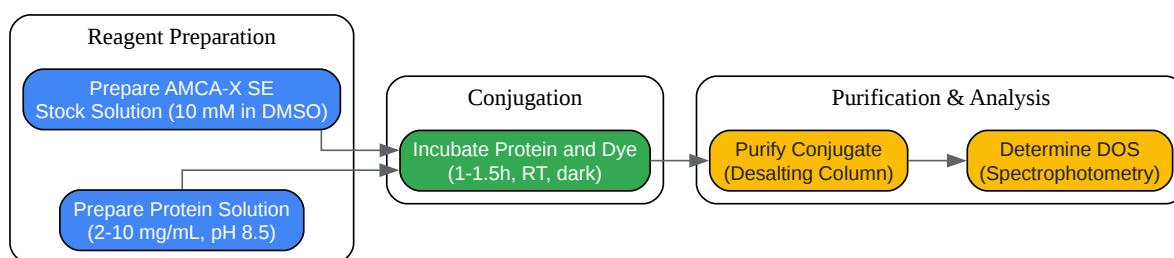 Reagent Preparation
Prepare AMCA-X SE
Stock Solution (10 mM in DMSO)
Prepare Protein Solution
(2-10 mg/mL, pH 8.5)
Conjugation
Incubate Protein and Dye
(1-1.5h, RT, dark)
Purification & Analysis
Purify Conjugate
(Desalting Column)
Determine DOS
(Spectrophotometry)